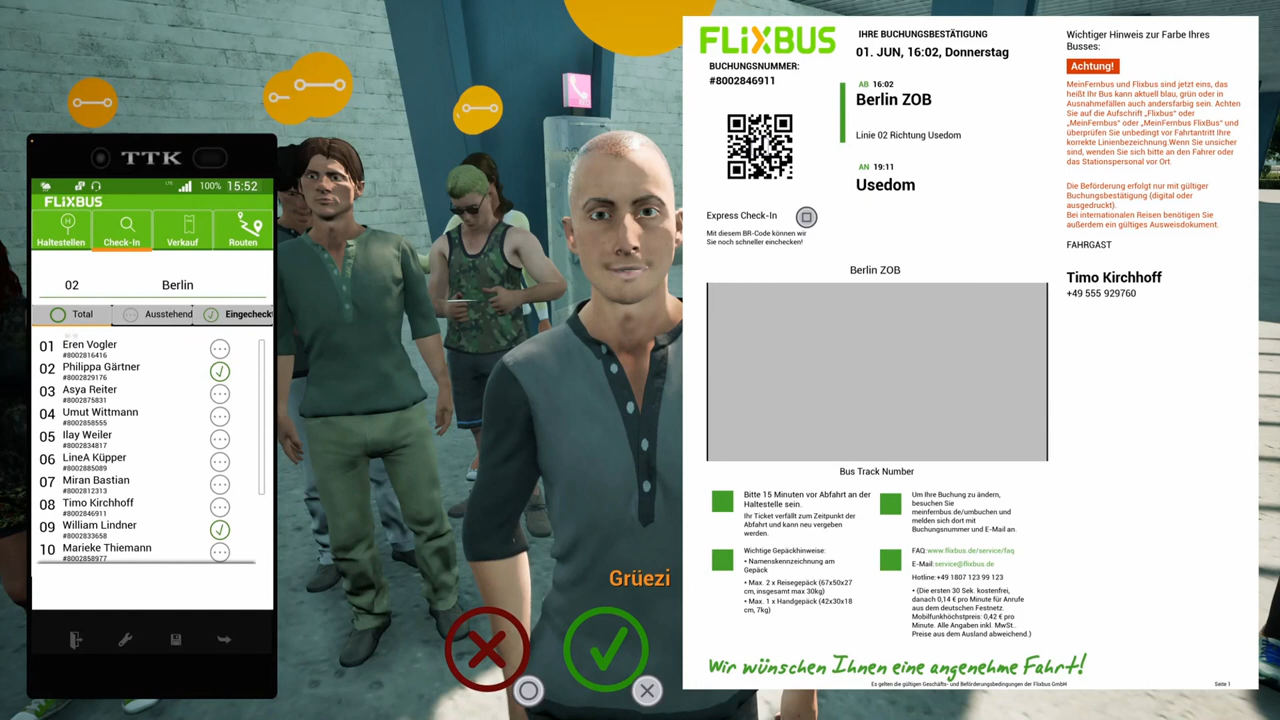 TTK
LTE 100% 15:52
FLiXBUS
Haltestellen Check-In Verkauf Routen
02 Berlin
Total Ausstehend Eingecheckt
01 Eren Vogler
#8002816416
02 Philippa Gärtner
#8002829176
03 Asya Reiter
#8002875831
04 Umut Wittmann
#8002858555
05 Ilay Weiler
#8002834817
06 LineA Küpper
#8002885089
07 Miran Bastian
#8002812313
08 Timo Kirchhoff
#8002846911
09 William Lindner
#8002833658
10 Marieke Thiemann
#8002858977
Grüezi
FLiXBUS
BUCHUNGSNUMMER:
#8002846911
IHRE BUCHUNGSBESTÄTIGUNG
01. JUN, 16:02, Donnerstag
AB 16:02
Berlin ZOB
Linie 02 Richtung Usedom
AN 19:11
Usedom
Express Check-In
Mit diesem BR-Code können wir
Sie noch schneller einchecken!
Berlin ZOB
Bus Track Number
Bitte 15 Minuten vor Abfahrt an der
Haltestelle sein.
Ihr Ticket verfällt zum Zeitpunkt der
Abfahrt und kann neu vergeben
werden.
Wichtige Gepäckhinweise:
• Namenskennzeichnung am
Gepäck
• Max. 2 x Reisegepäck (67x50x27
cm, insgesamt max 30kg)
• Max. 1 x Handgepäck (42x30x18
cm, 7kg)
Um Ihre Buchung zu ändern,
besuchen Sie
meinfernbus.de/umbuchen und
melden sich dort mit
Buchungsnummer und E-Mail an.
FAQ:www.flixbus.de/service/faq
E-Mail:service@flixbus.de
Hotline:+49 1807 123 99 123
• (Die ersten 30 Sek. kostenfrei,
danach 0,14 € pro Minute für Anrufe
aus dem deutschen Festnetz.
Mobilfunkhöchstpreis: 0,42 € pro
Minute. Alle Angaben inkl. MwSt..
Preise aus dem Ausland abweichend.)
Wir wünschen Ihnen eine angenehme Fahrt!
Es gelten die gültigen Geschäfts- und Beförderungsbedingungen der Flixbus GmbH
Seite 1
Wichtiger Hinweis zur Farbe Ihres
Busses:
Achtung!
MeinFernbus und Flixbus sind jetzt eins, das
heißt Ihr Bus kann aktuell blau, grün oder in
Ausnahmefällen auch andersfarbig sein. Achten
Sie auf die Aufschrift „Flixbus" oder
„MeinFernbus" oder „MeinFernbus FlixBus" und
überprüfen Sie unbedingt vor Fahrtantritt Ihre
korrekte Linienbezeichnung.Wenn Sie unsicher
sind, wenden Sie sich bitte an den Fahrer oder
das Stationspersonal vor Ort.
Die Beförderung erfolgt nur mit gültiger
Buchungsbestätigung (digital oder
ausgedruckt).
Bei internationalen Reisen benötigen Sie
außerdem ein gültiges Ausweisdokument.
FAHRGAST
Timo Kirchhoff
+49 555 929760